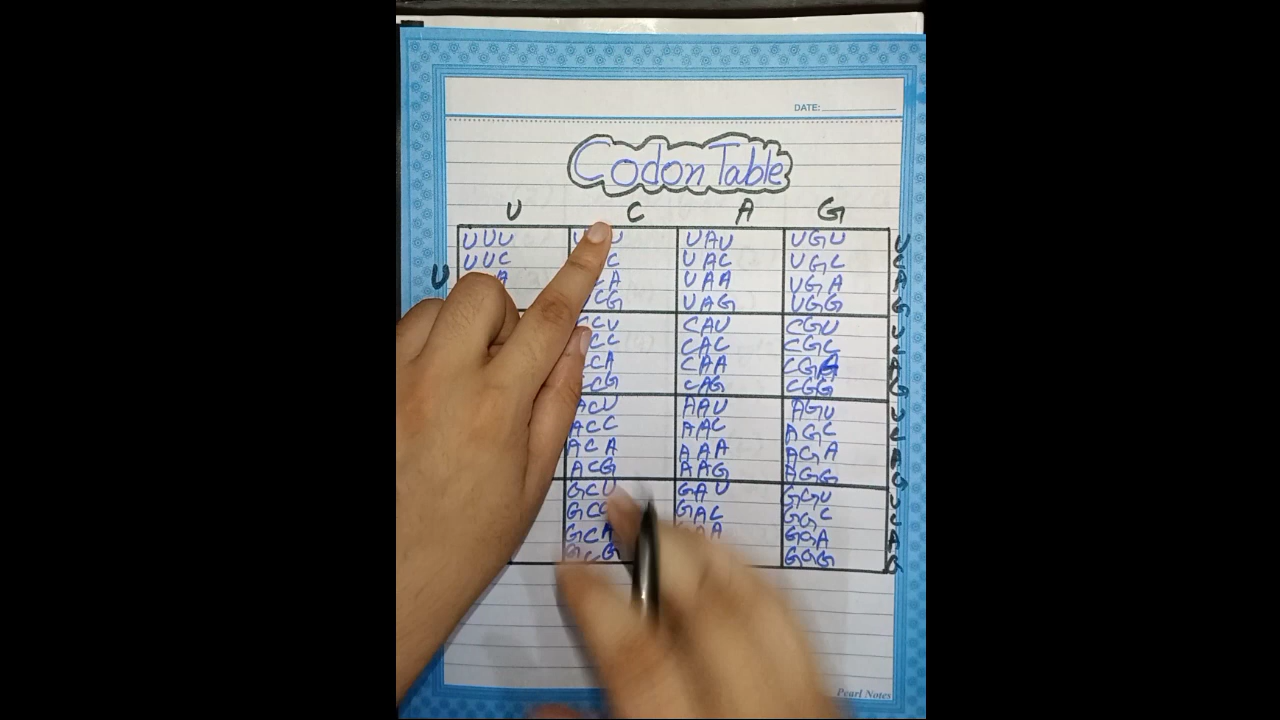 DATE:
Codon Table
U C A G
UUU UAU UGU U
UUC UAC UGC C
U UAA UGA A
UCG UAG UGG G
CCU CAU CGU U
CCC CAC CGC C
CCA CAA CGA A
CCG CAG CGG G
ACU AAU AGU U
ACC AAC AGC C
ACA AAA AGA A
ACG AAG AGG G
GCU GAU GGU U
GCC GAC GGC C
GCA GAA GGA A
GCG GGG G
Pearl Notes